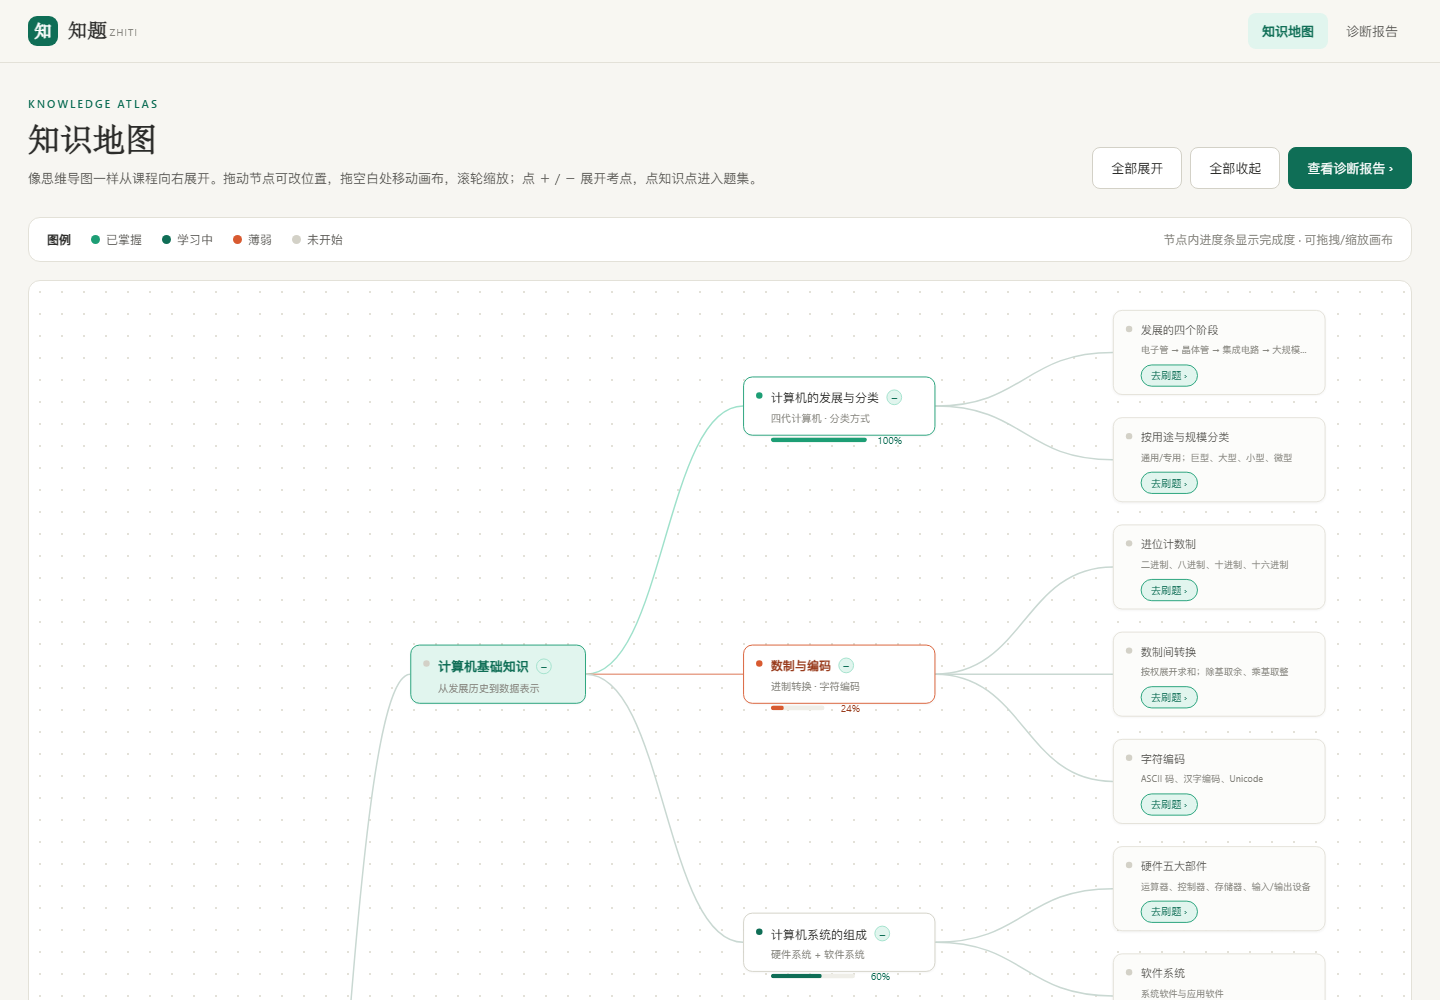 知 知题 ZHITI
知识地图
诊断报告
KNOWLEDGE ATLAS
知识地图
像思维导图一样从课程向右展开。拖动节点可改位置，拖空白处移动画布，滚轮缩放；点 ＋ / − 展开考点，点知识点进入题集。
全部展开
全部收起
查看诊断报告 ›
图例
已掌握
学习中
薄弱
未开始
节点内进度条显示完成度 · 可拖拽/缩放画布
计算机基础知识 −
从发展历史到数据表示
计算机的发展与分类 −
四代计算机 · 分类方式
100%
发展的四个阶段
电子管 → 晶体管 → 集成电路 → 大规模…
去刷题 ›
按用途与规模分类
通用/专用；巨型、大型、小型、微型
去刷题 ›
数制与编码 −
进制转换 · 字符编码
24%
进位计数制
二进制、八进制、十进制、十六进制
去刷题 ›
数制间转换
按权展开求和；除基取余、乘基取整
去刷题 ›
字符编码
ASCII 码、汉字编码、Unicode
去刷题 ›
计算机系统的组成 −
硬件系统 + 软件系统
60%
硬件五大部件
运算器、控制器、存储器、输入/输出设备
去刷题 ›
软件系统
系统软件与应用软件